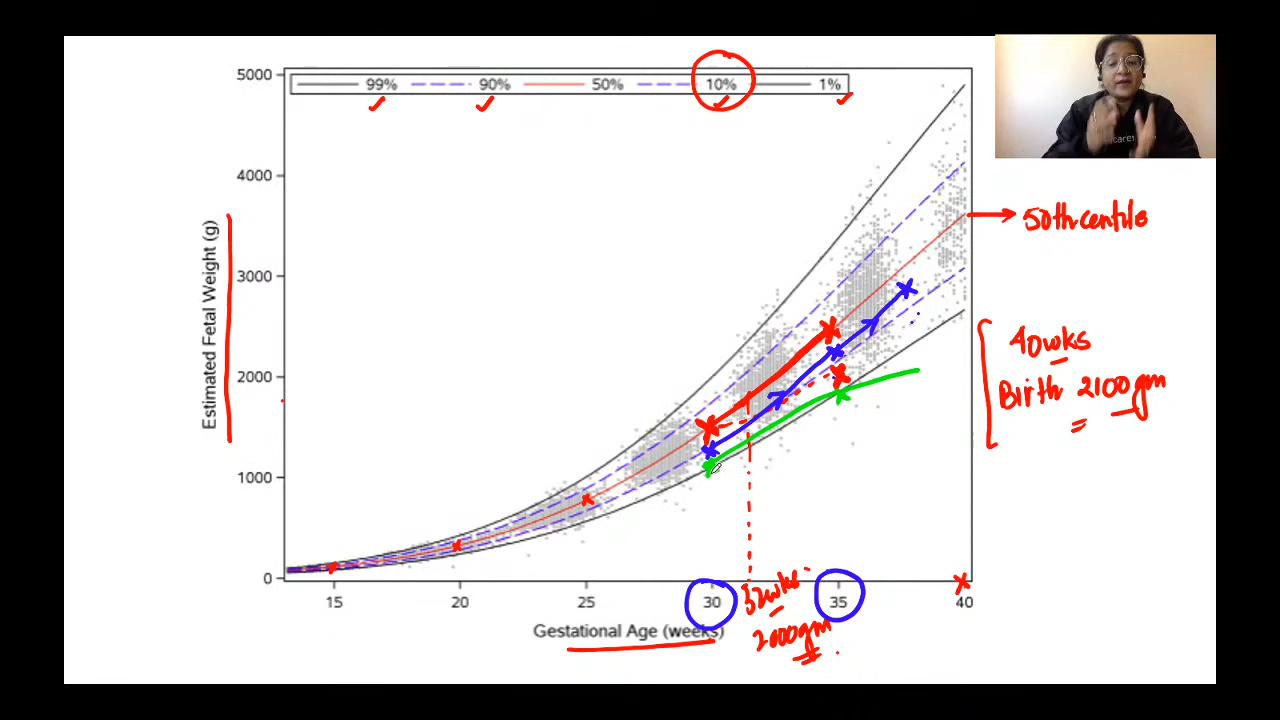 5000
99% 90% 50% 10% 1%
4000
3000
2000
1000
0
Estimated Fetal Weight (g)
15 20 25 30 35 40
Gestational Age (weeks)
50th centile
40wks
Birth 2100gm
32wks
2000gm